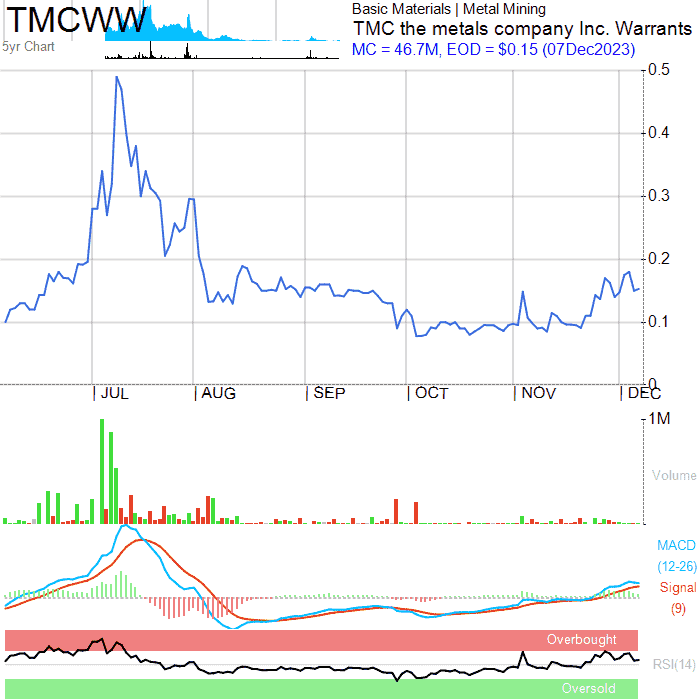 TMCWW
5yr Chart
Basic Materials | Metal Mining
TMC the metals company Inc. Warrants
MC = 46.7M, EOD = $0.15 (07Dec2023)
0.5
0.4
0.3
0.2
0.1
0
JUL
AUG
SEP
OCT
NOV
DEC
1M
Volume
MACD
(12-26)
Signal
(9)
Overbought
RSI(14)
Oversold